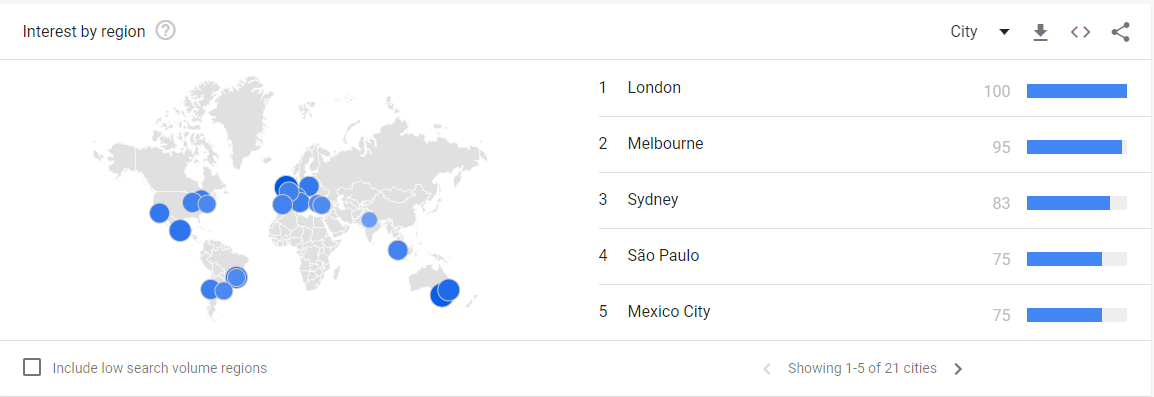 Interest by region ?
City
1 London 100
2 Melbourne 95
3 Sydney 83
4 São Paulo 75
5 Mexico City 75
Include low search volume regions
Showing 1-5 of 21 cities